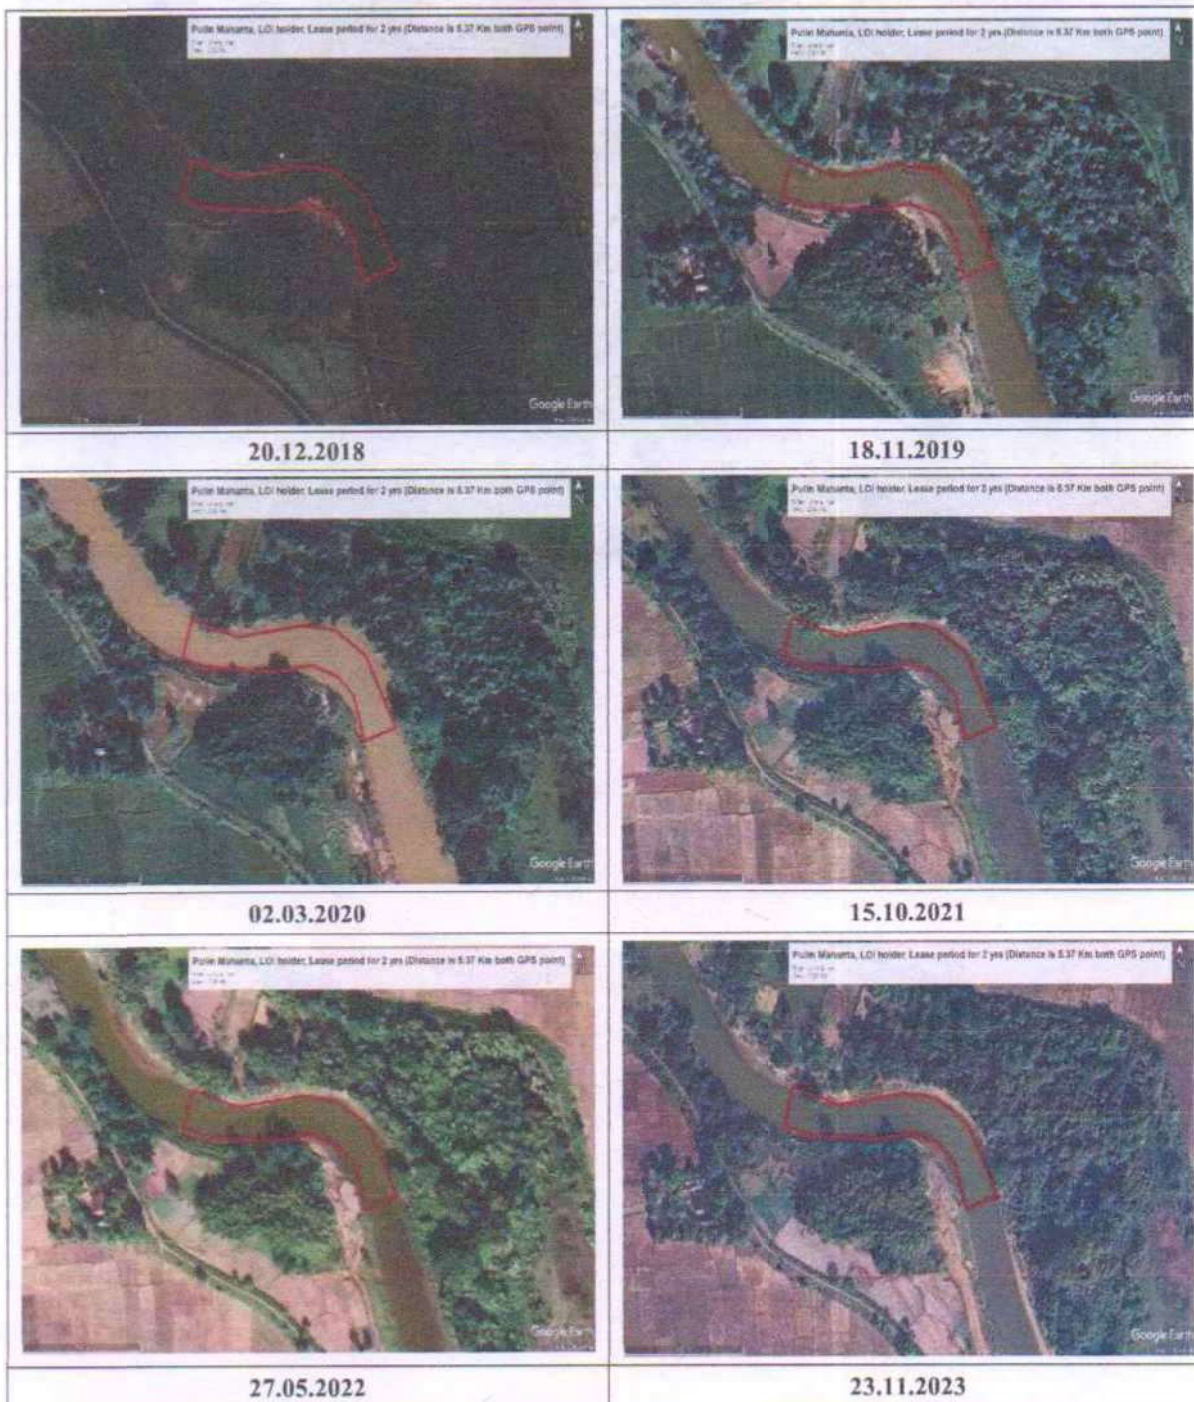 Pulin Mahanta, LOI holder, Lease period for 2 yrs (Distance is 5.37 Km both GPS point)
Google Earth
20.12.2018
Pulin Mahanta, LOI holder, Lease period for 2 yrs (Distance is 5.37 Km both GPS point)
Google Earth
18.11.2019
Pulin Mahanta, LOI holder, Lease period for 2 yrs (Distance is 5.37 Km both GPS point)
N
Google Earth
02.03.2020
Pulin Mahanta, LOI holder, Lease period for 2 yrs (Distance is 5.37 Km both GPS point)
Google Earth
15.10.2021
Pulin Mahanta, LOI holder, Lease period for 2 yrs (Distance is 5.37 Km both GPS point)
Google Earth
27.05.2022
Pulin Mahanta, LOI holder, Lease period for 2 yrs (Distance is 5.37 Km both GPS point)
Google Earth
23.11.2023